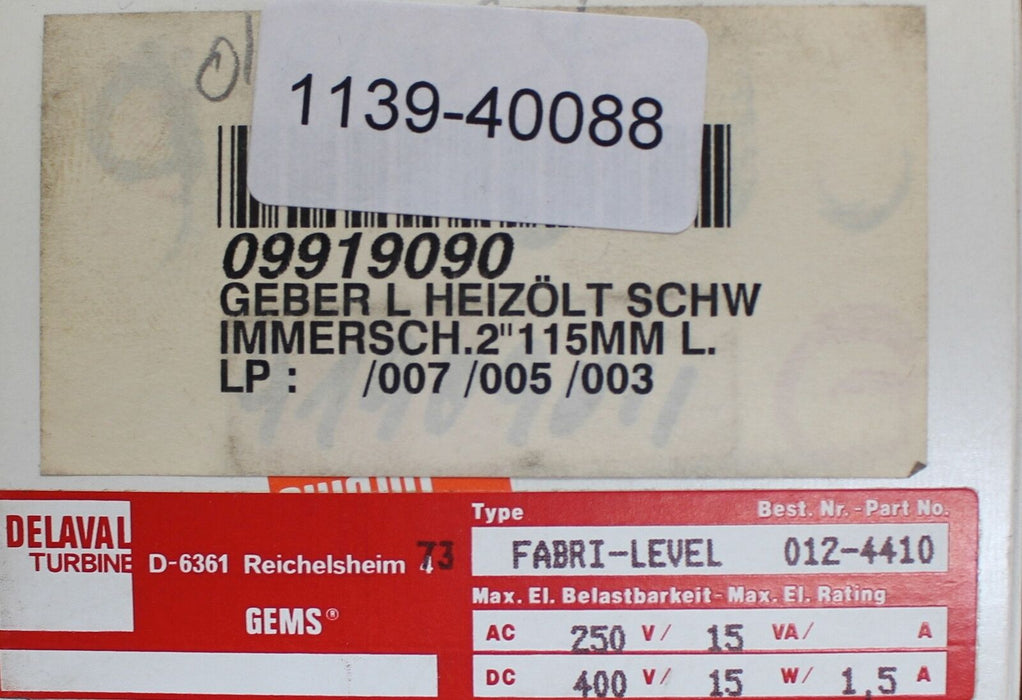 1139-40088
09919090
GEBER L HEIZÖLT SCHW
IMMERSCH.2"115MM L.
LP : /007 /005 /003
DELAVAL
TURBINE
D-6361 Reichelsheim 73
GEMS®
Type Best. Nr.-Part No.
FABRI-LEVEL 012-4410
Max. El. Belastbarkeit-Max. El. Rating
AC 250 V/ 15 VA/ A
DC 400 V/ 15 W/ 1,5 A